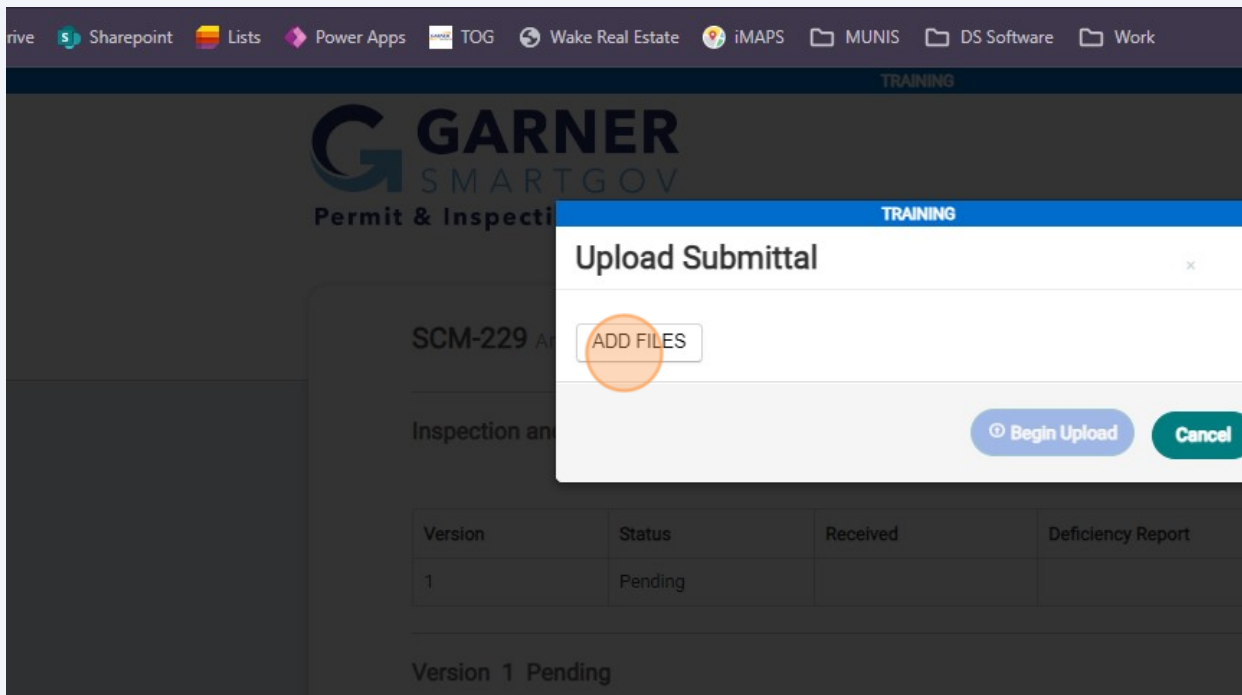 rive Sharepoint Lists Power Apps TOG Wake Real Estate iMAPS MUNIS DS Software Work
TRAINING
GARNER
SMARTGOV
Permit & Inspecti
TRAINING
Upload Submittal
×
SCM-229
ADD FILES
Inspection and
Begin Upload Cancel
Version Status Received Deficiency Report
1 Pending
Version 1 Pending